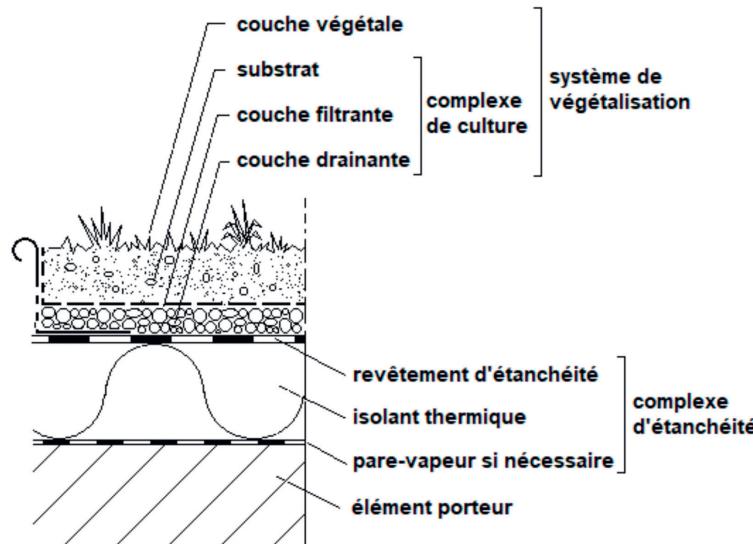 couche végétale
substrat
couche filtrante
couche drainante
complexe
de culture
système de
végétalisation
revêtement d'étanchéité
isolant thermique
pare-vapeur si nécessaire
élément porteur
complexe
d'étanchéité